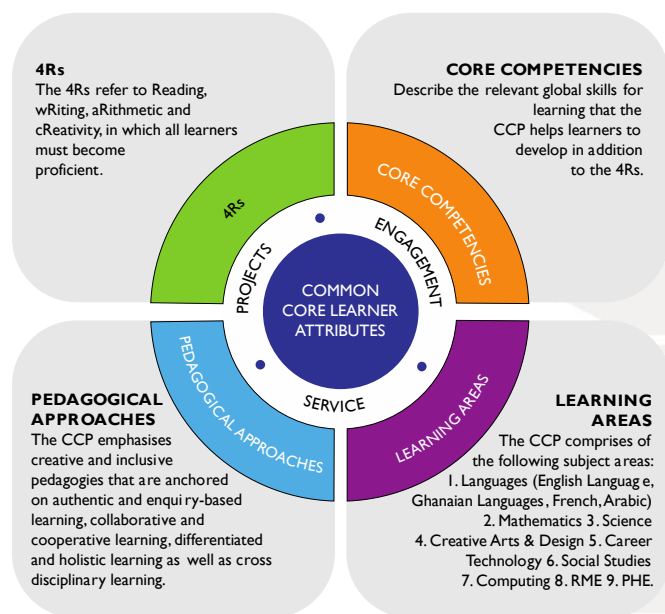 4Rs
The 4Rs refer to Reading,
wRiting, aRithmetic and
cReativity, in which all learners
must become
proficient.
CORE COMPETENCIES
Describe the relevant global skills for
learning that the
CCP helps learners to
develop in addition
to the 4Rs.
4Rs
CORE COMPETENCIES
PROJECTS
ENGAGEMENT
COMMON
CORE LEARNER
ATTRIBUTES
SERVICE
PEDAGOGICAL APPROACHES
LEARNING AREAS
PEDAGOGICAL
APPROACHES
The CCP emphasises
creative and inclusive
pedagogies that are anchored
on authentic and enquiry-based
learning, collaborative and
cooperative learning, differentiated
and holistic learning as well as cross
disciplinary learning.
LEARNING
AREAS
The CCP comprises of
the following subject areas:
1. Languages (English Language,
Ghanaian Languages, French, Arabic)
2. Mathematics 3. Science
4. Creative Arts & Design 5. Career
Technology 6. Social Studies
7. Computing 8. RME 9. PHE.